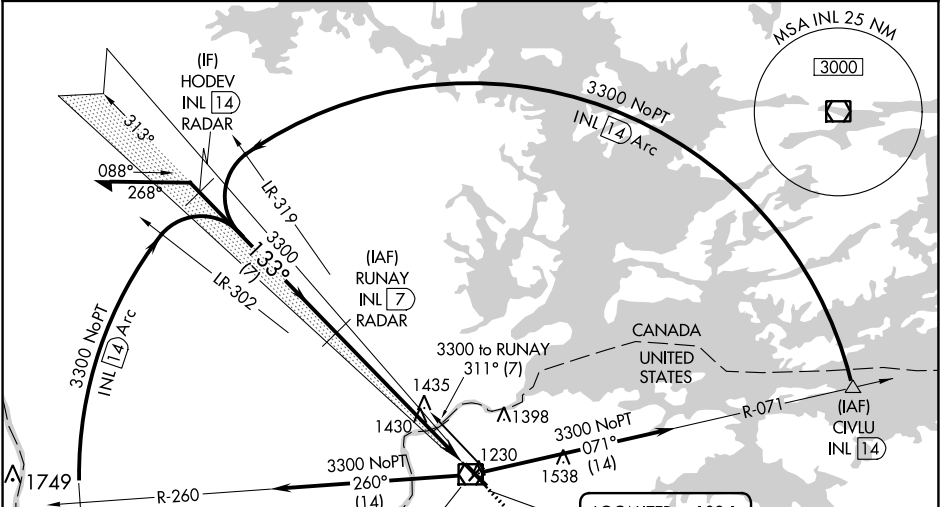 (IF)
HODEV
INL 14
RADAR
MSA INL 25 NM
3000
3300 NoPT
INL 14 Arc
313°
088°
268°
LR-319
3300
133°
(7)
LR-302
(IAF)
RUNAY
INL 7
RADAR
3300 NoPT
INL 14 Arc
CANADA
UNITED
STATES
3300 to RUNAY
311° (7)
1435
1430
1398
R-071
(IAF)
CIVLU
INL 14
3300 NoPT
071°
(14)
1230
1538
3300 NoPT
260°
(14)
1749
R-260